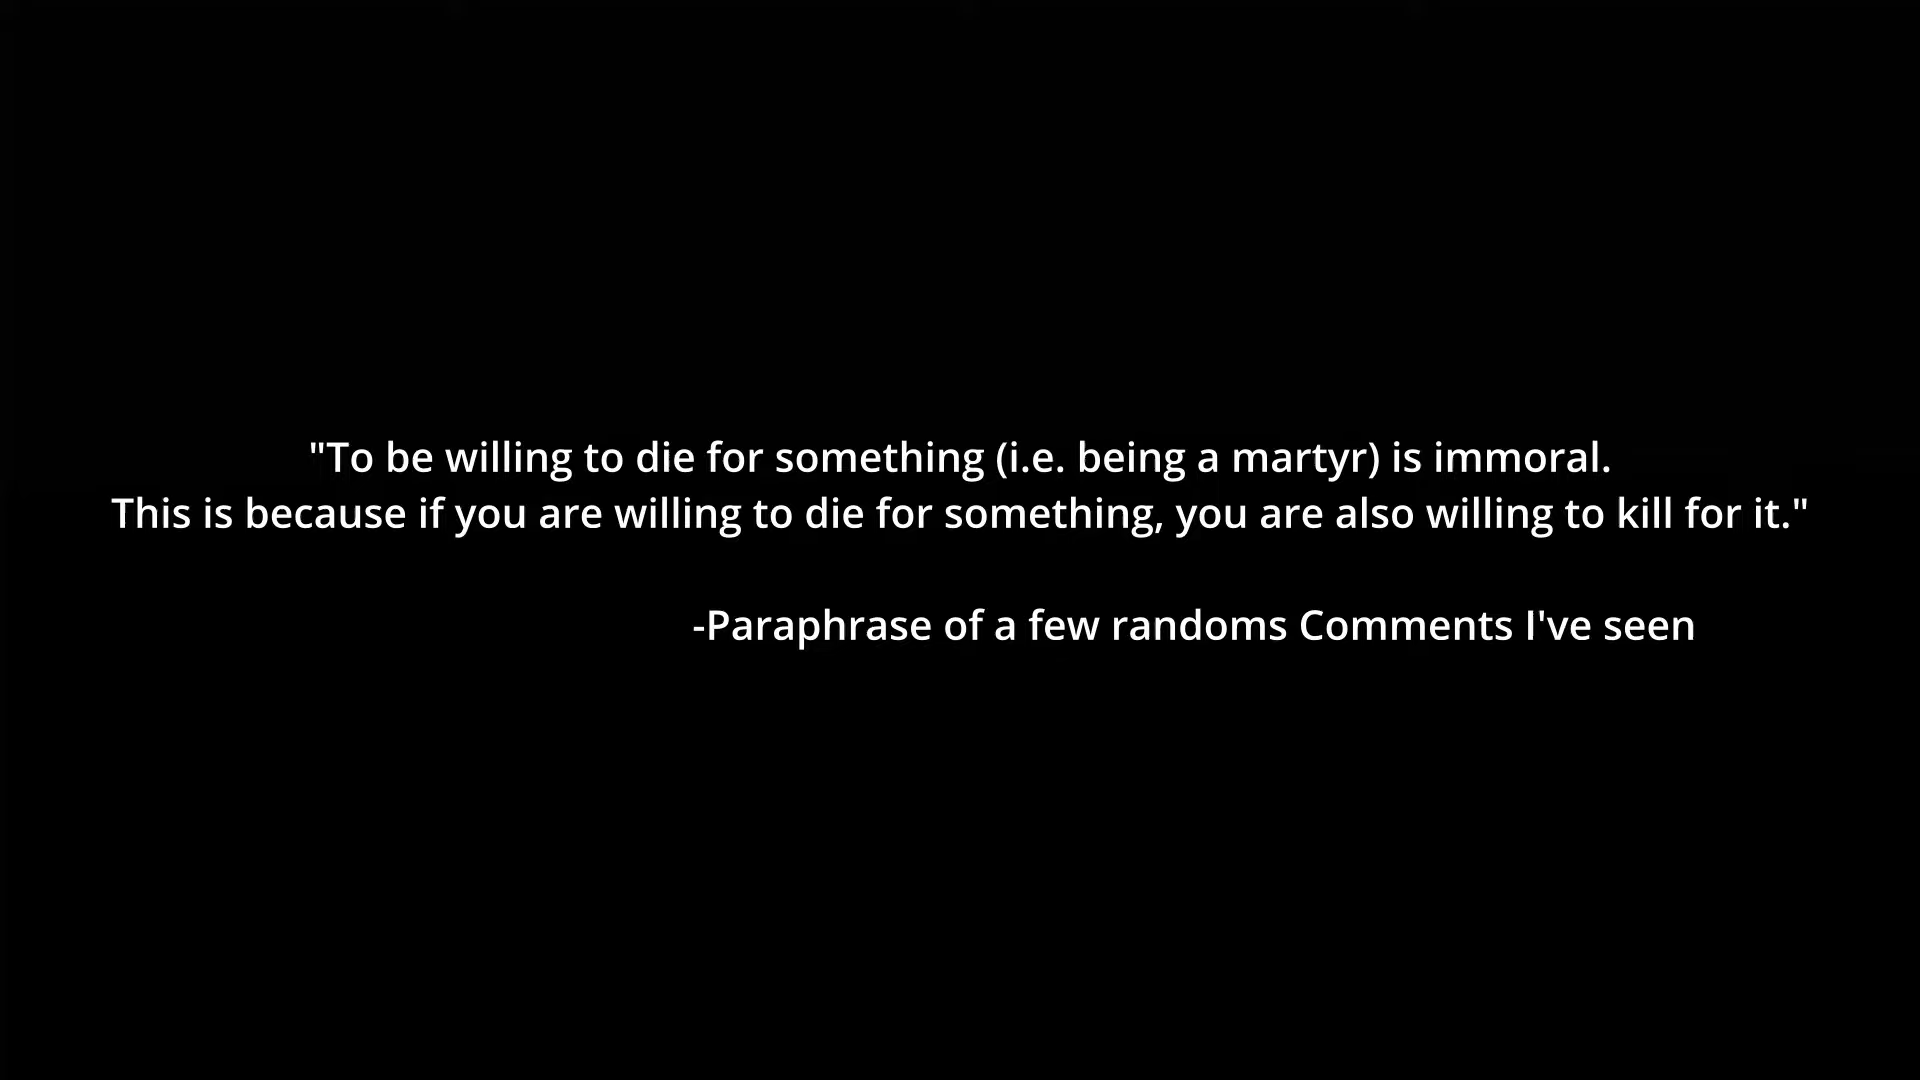 "To be willing to die for something (i.e. being a martyr) is immoral.
This is because if you are willing to die for something, you are also willing to kill for it."
-Paraphrase of a few randoms Comments I've seen